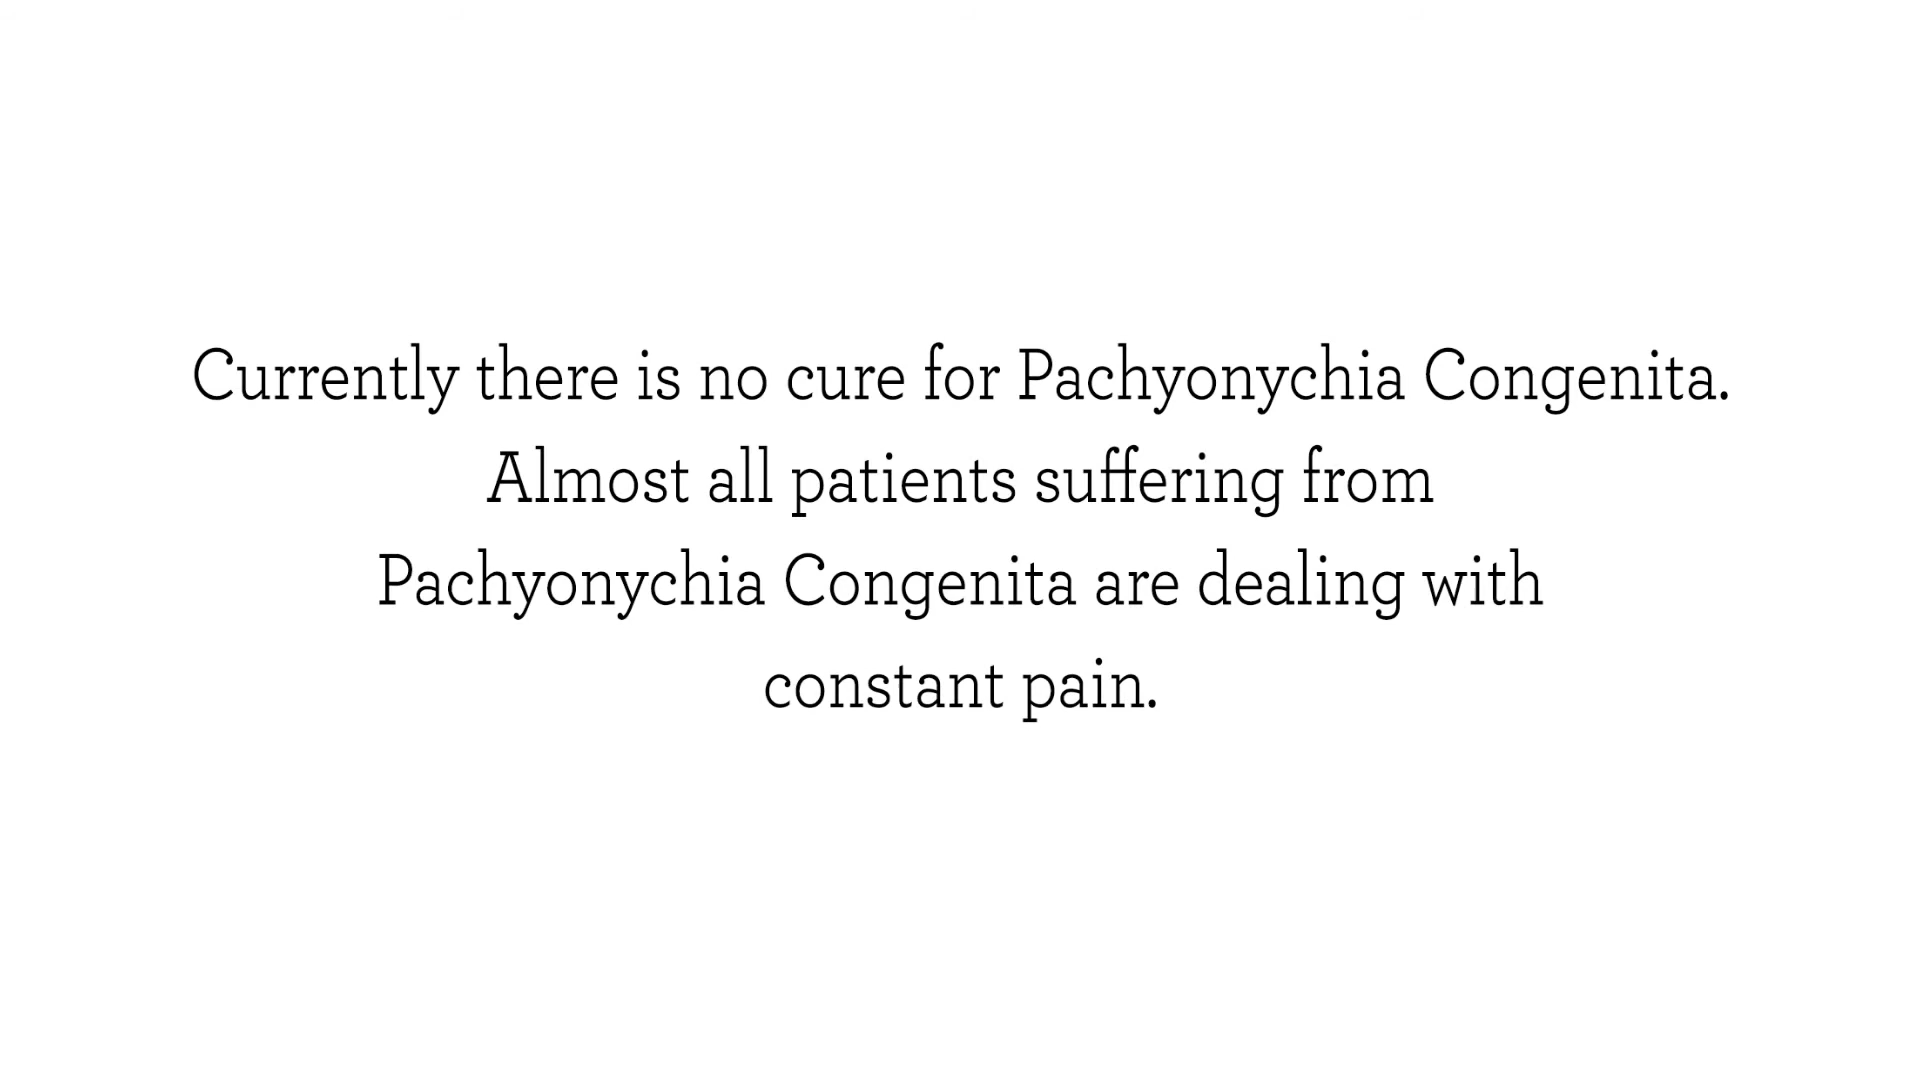 Currently there is no cure for Pachyonychia Congenita.
Almost all patients suffering from
Pachyonychia Congenita are dealing with
constant pain.